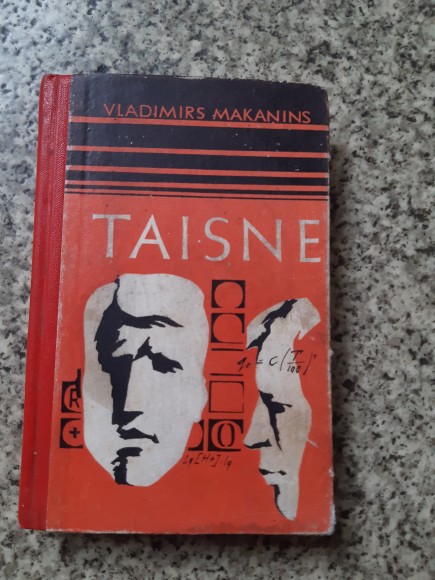 VLADIMIRS MAKANINS
TAISNE
R
+